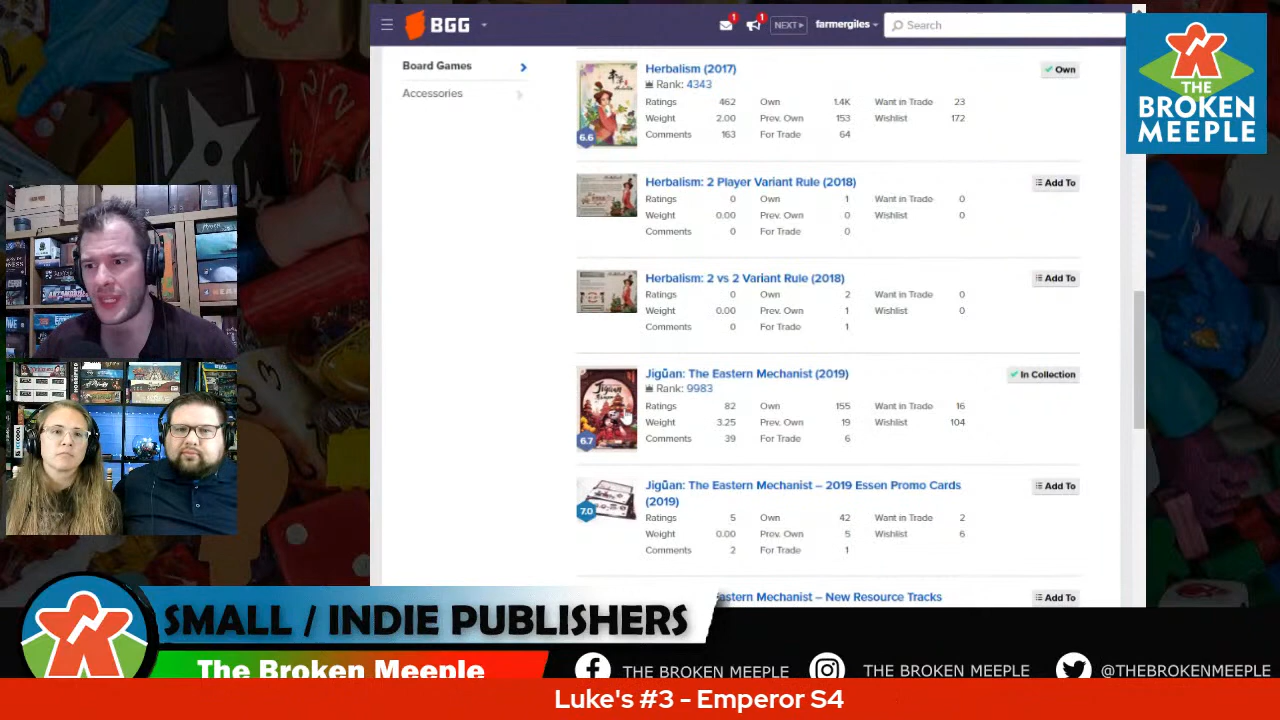 BGG
1
1
NEXT
farmergiles
Search
THE
BROKEN
MEEPLE
Board Games
Accessories
Herbalism (2017)
Own
Rank: 4343
Ratings 462 Own 1.4K Want in Trade 23
Weight 2.00 Prev. Own 153 Wishlist 172
Comments 163 For Trade 64
6.6
Herbalism: 2 Player Variant Rule (2018)
Add To
Ratings 0 Own 1 Want in Trade 0
Weight 0.00 Prev. Own 0 Wishlist 0
Comments 0 For Trade 0
Herbalism: 2 vs 2 Variant Rule (2018)
Add To
Ratings 0 Own 2 Want in Trade 0
Weight 0.00 Prev. Own 1 Wishlist 0
Comments 0 For Trade 1
Jīguān: The Eastern Mechanist (2019)
In Collection
Rank: 9983
Ratings 82 Own 155 Want in Trade 16
Weight 3.25 Prev. Own 19 Wishlist 104
Comments 39 For Trade 6
6.7
Jīguān: The Eastern Mechanist – 2019 Essen Promo Cards
(2019)
Add To
Ratings 5 Own 42 Want in Trade 2
Weight 0.00 Prev. Own 5 Wishlist 6
Comments 2 For Trade 1
7.0
astern Mechanist – New Resource Tracks
Add To
SMALL / INDIE PUBLISHERS
The Broken Meeple
THE BROKEN MEEPLE
THE BROKEN MEEPLE
@THEBROKENMEEPLE
Luke's #3 - Emperor S4